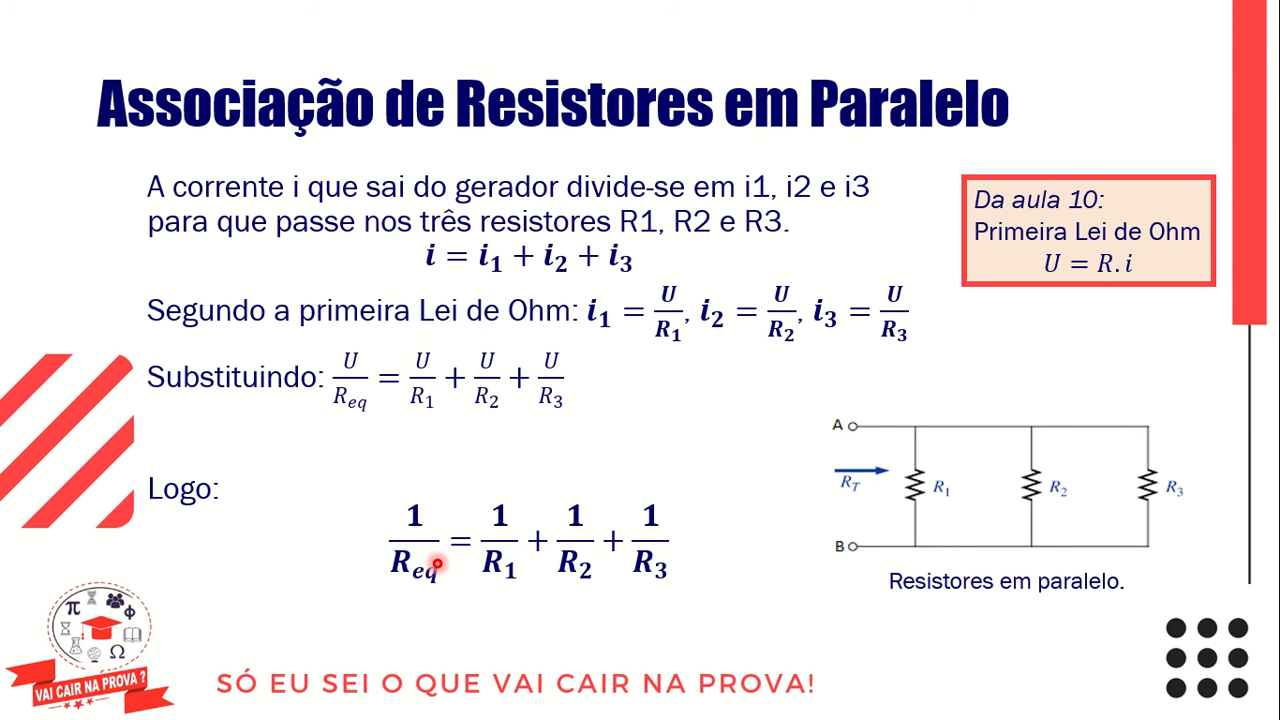 Associação de Resistores em Paralelo
A corrente i que sai do gerador divide-se em i1, i2 e i3
para que passe nos três resistores R1, R2 e R3.
i = i₁ + i₂ + i₃
Da aula 10:
Primeira Lei de Ohm
U = R.i
Segundo a primeira Lei de Ohm: i₁ = U/R₁, i₂ = U/R₂, i₃ = U/R₃
Substituindo: U/R_eq = U/R₁ + U/R₂ + U/R₃
Logo:
1/R_eq = 1/R₁ + 1/R₂ + 1/R₃
A
R_T R₁ R₂ R₃
B
Resistores em paralelo.
π Φ
Ω
VAI CAIR NA PROVA ?
SÓ EU SEI O QUE VAI CAIR NA PROVA!